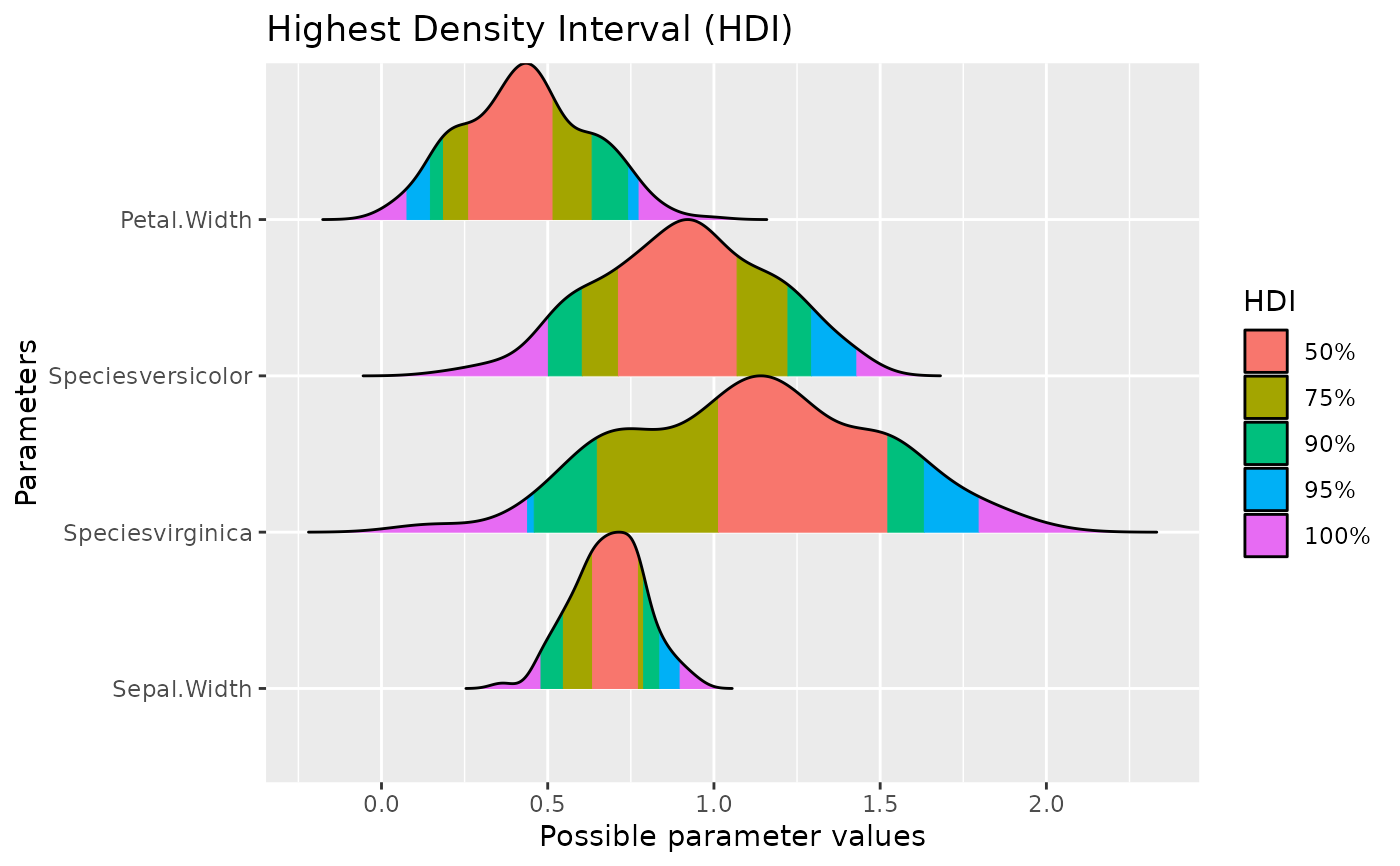 Highest Density Interval (HDI)
Parameters
Petal.Width
Speciesversicolor
Speciesvirginica
Sepal.Width
0.0 0.5 1.0 1.5 2.0
Possible parameter values
HDI
50%
75%
90%
95%
100%